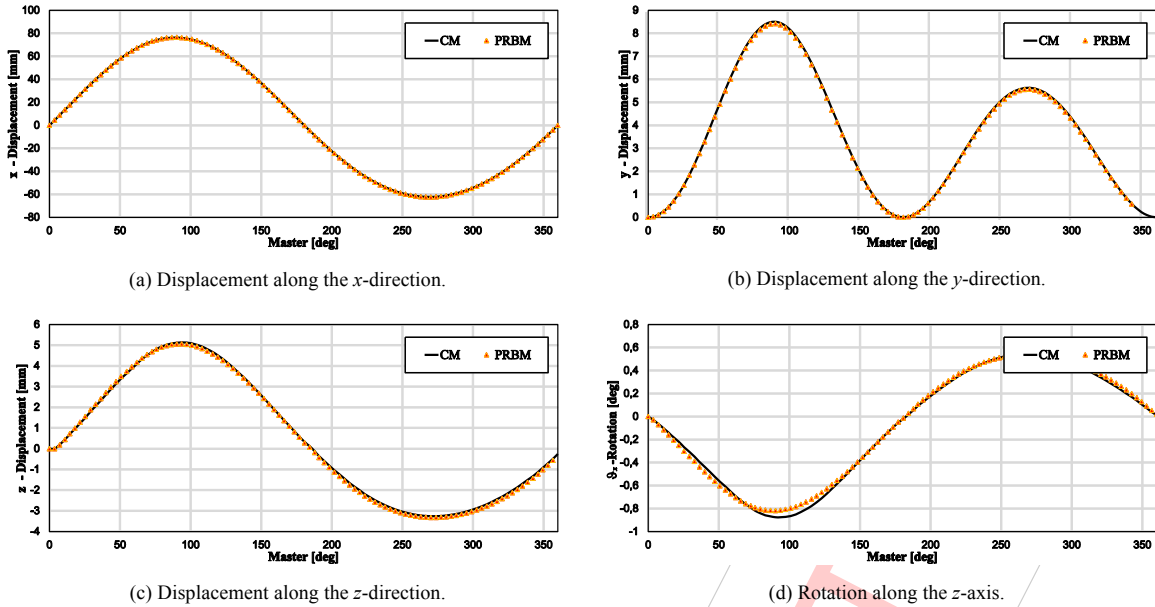 100
80
60
40
20
0
-20
-40
-60
-80
x - Displacement [mm]
0 50 100 150 200 250 300 350
Master [deg]
CM PRBM
(a) Displacement along the x-direction.
9
8
7
6
5
4
3
2
1
0
y - Displacement [mm]
0 50 100 150 200 250 300 350
Master [deg]
CM PRBM
(b) Displacement along the y-direction.
6
5
4
3
2
1
0
-1
-2
-3
-4
z - Displacement [mm]
0 50 100 150 200 250 300 350
Master [deg]
CM PRBM
(c) Displacement along the z-direction.
0,8
0,6
0,4
0,2
0
-0,2
-0,4
-0,6
-0,8
-1
ϑz-Rotation [deg]
0 50 100 150 200 250 300 350
Master [deg]
CM PRBM
(d) Rotation along the z-axis.